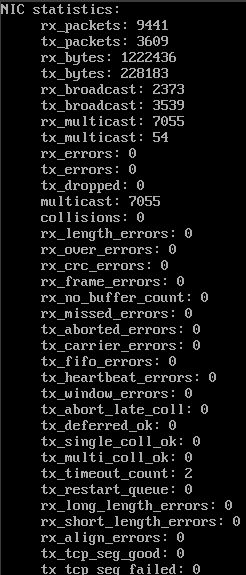 NIC statistics:
rx_packets: 9441
tx_packets: 3609
rx_bytes: 1222436
tx_bytes: 228183
rx_broadcast: 2373
tx_broadcast: 3539
rx_multicast: 7055
tx_multicast: 54
rx_errors: 0
tx_errors: 0
tx_dropped: 0
multicast: 7055
collisions: 0
rx_length_errors: 0
rx_over_errors: 0
rx_crc_errors: 0
rx_frame_errors: 0
rx_no_buffer_count: 0
rx_missed_errors: 0
tx_aborted_errors: 0
tx_carrier_errors: 0
tx_fifo_errors: 0
tx_heartbeat_errors: 0
tx_window_errors: 0
tx_abort_late_coll: 0
tx_deferred_ok: 0
tx_single_coll_ok: 0
tx_multi_coll_ok: 0
tx_timeout_count: 2
tx_restart_queue: 0
rx_long_length_errors: 0
rx_short_length_errors: 0
rx_align_errors: 0
tx_tcp_seg_good: 0
tx_tcp_seg_failed: 0